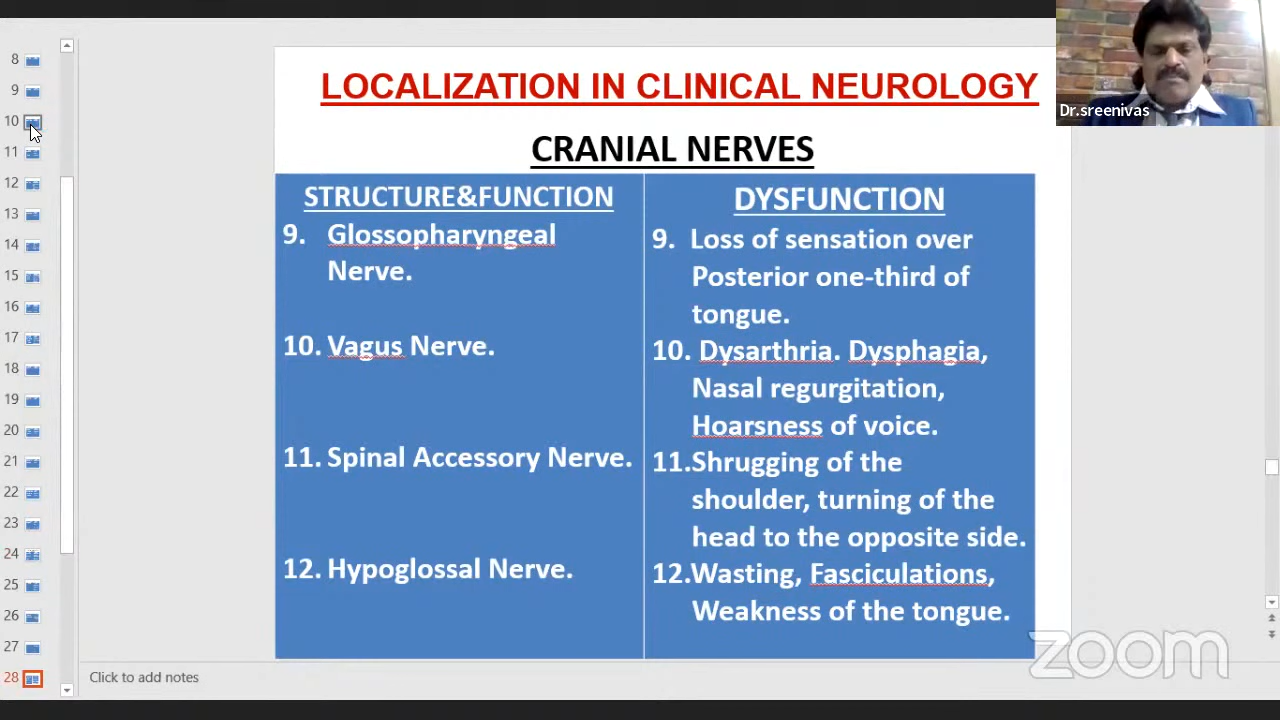 LOCALIZATION IN CLINICAL NEUROLOGY
CRANIAL NERVES
STRUCTURE&FUNCTION
9. Glossopharyngeal
Nerve.
10. Vagus Nerve.
11. Spinal Accessory Nerve.
12. Hypoglossal Nerve.
DYSFUNCTION
9. Loss of sensation over
Posterior one-third of
tongue.
10. Dysarthria. Dysphagia,
Nasal regurgitation,
Hoarsness of voice.
11.Shrugging of the
shoulder, turning of the
head to the opposite side.
12.Wasting, Fasciculations,
Weakness of the tongue.
Dr.sreenivas
8
9
10
11
12
13
14
15
16
17
18
19
20
21
22
23
24
25
26
27
28
Click to add notes
zoom